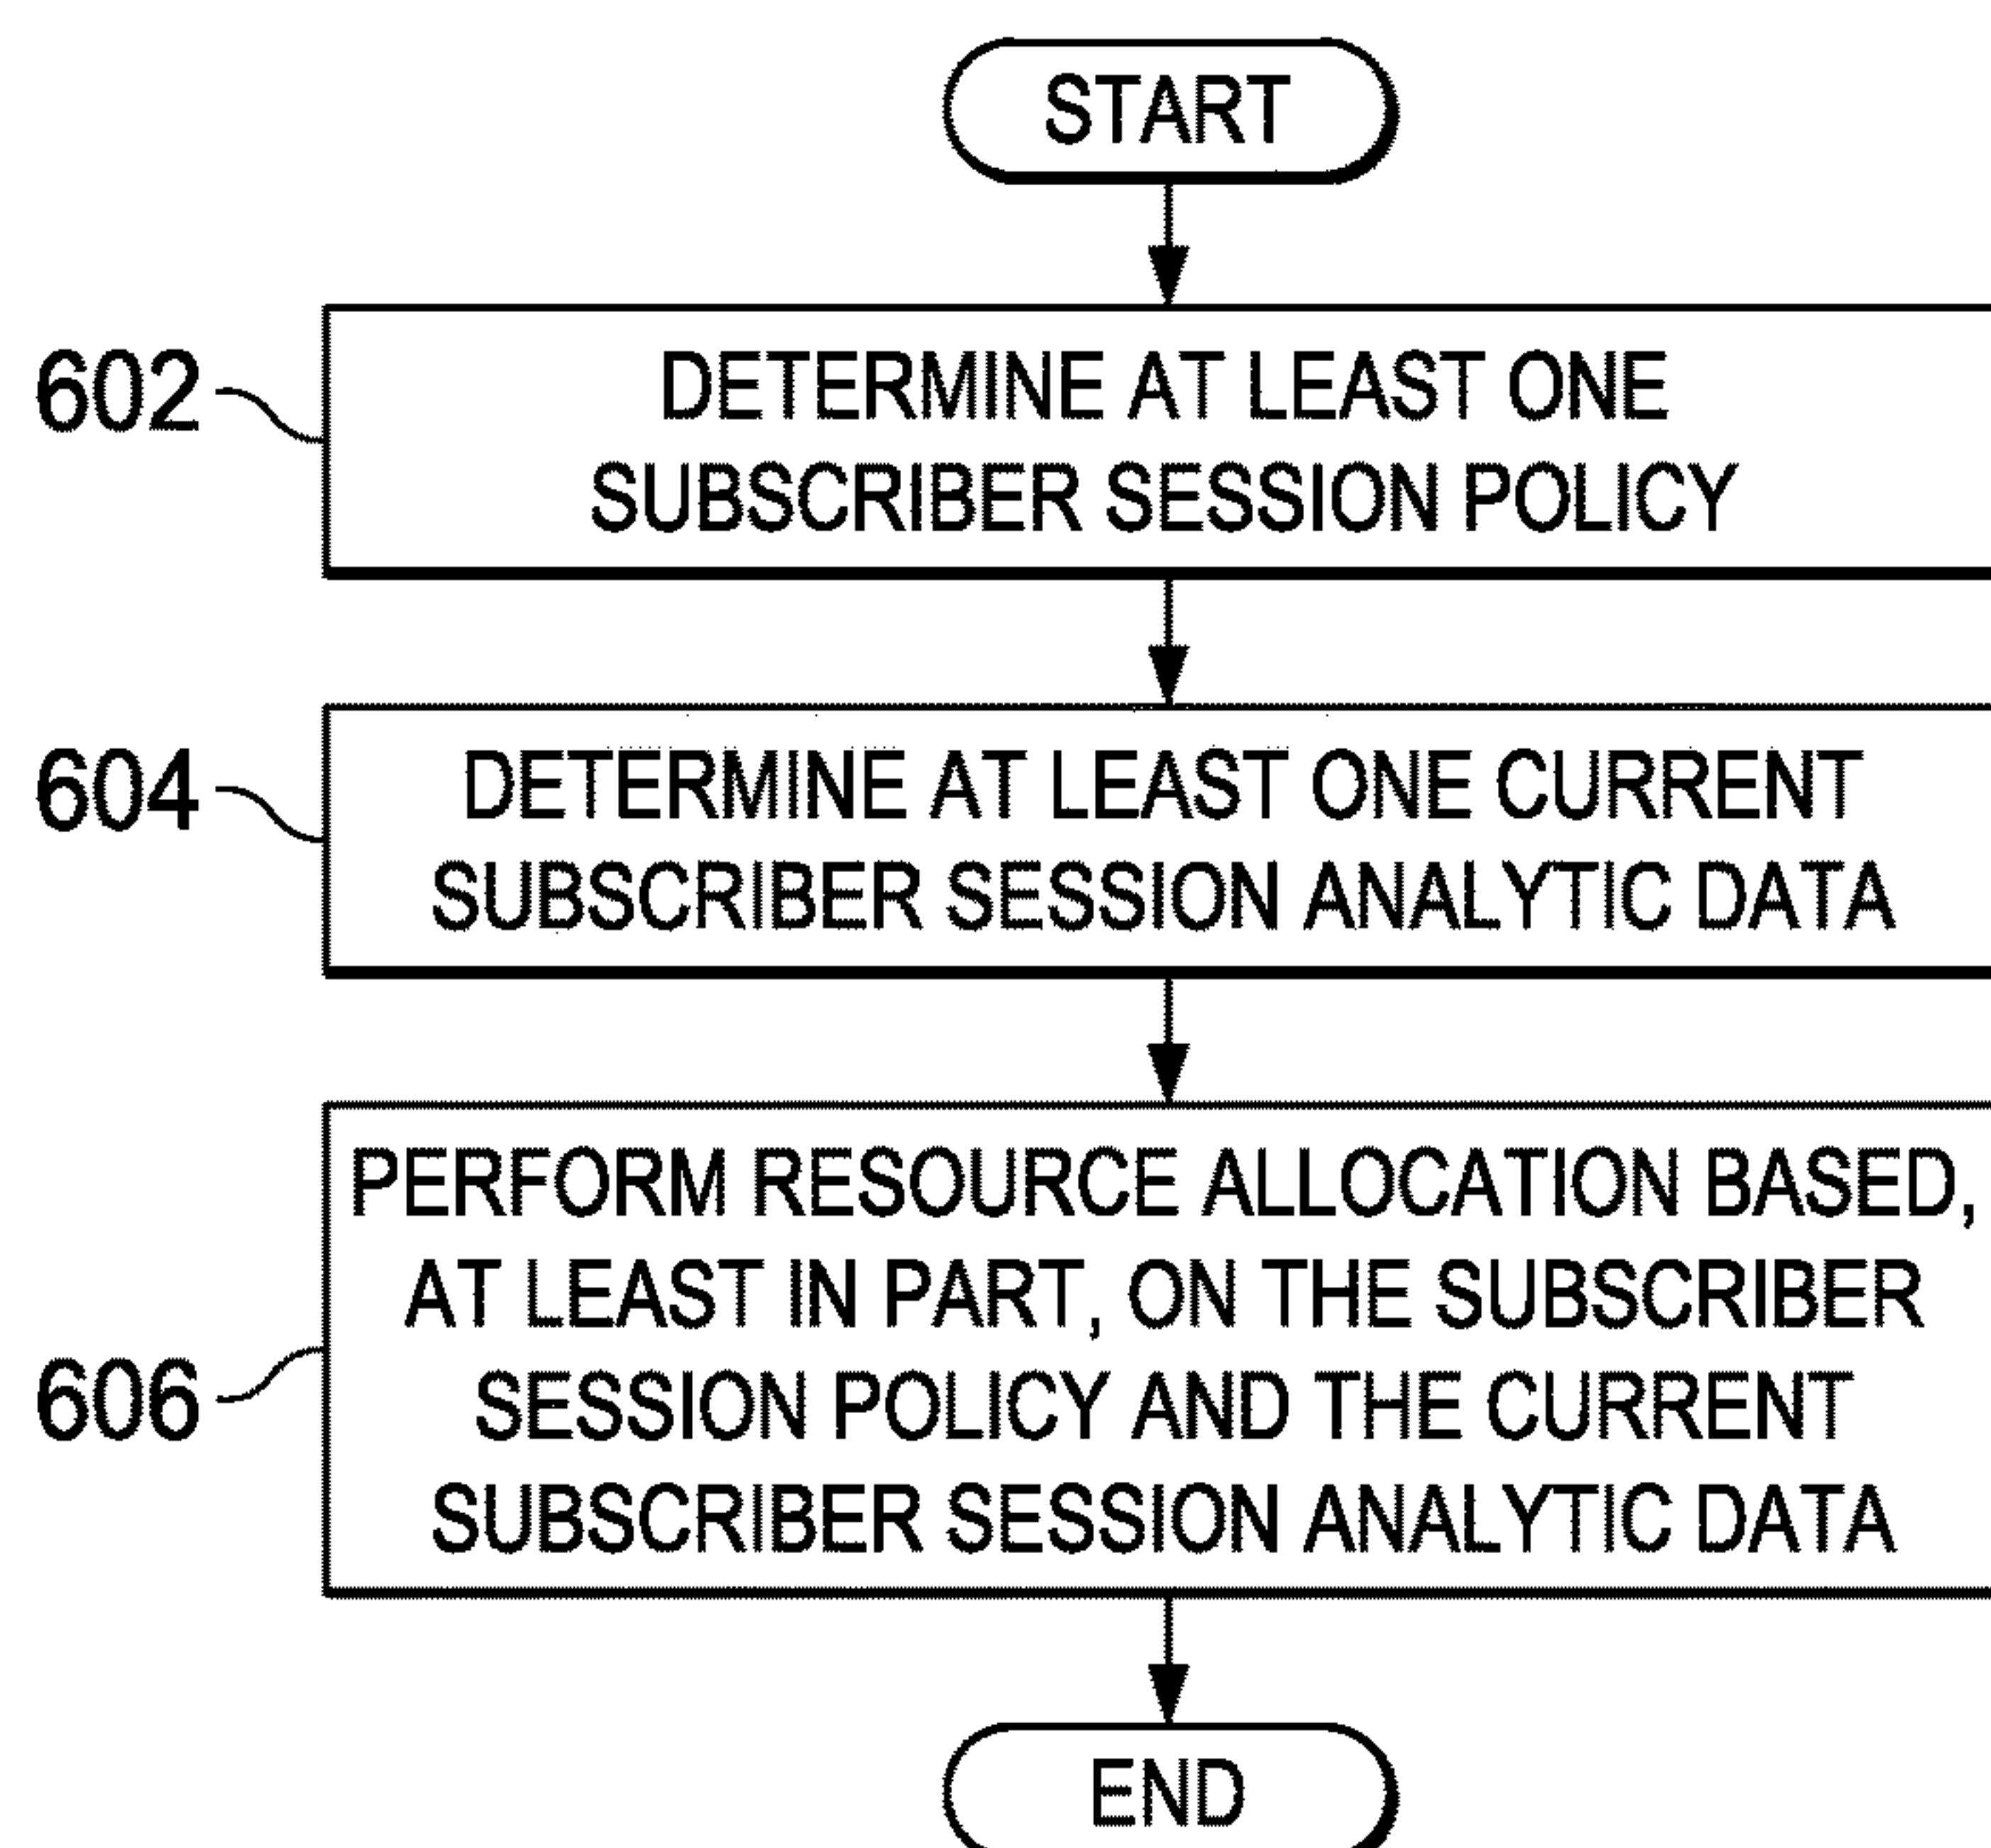 START
602
DETERMINE AT LEAST ONE
SUBSCRIBER SESSION POLICY
604
DETERMINE AT LEAST ONE CURRENT
SUBSCRIBER SESSION ANALYTIC DATA
606
PERFORM RESOURCE ALLOCATION BASED,
AT LEAST IN PART, ON THE SUBSCRIBER
SESSION POLICY AND THE CURRENT
SUBSCRIBER SESSION ANALYTIC DATA
END